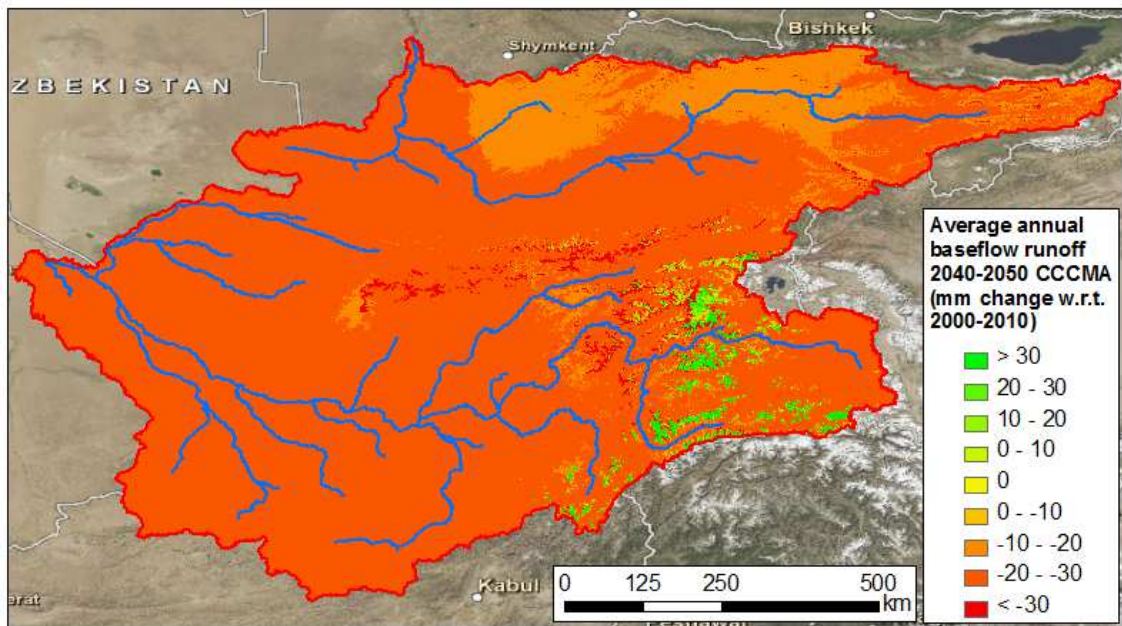 Bishkek
Shymkent
ZBEKISTAN
Average annual
baseflow runoff
2040-2050 CCCMA
(mm change w.r.t.
2000-2010)
> 30
20 - 30
10 - 20
0 - 10
0
0 - -10
-10 - -20
-20 - -30
< -30
0 125 250 500
km
Kabul
erat